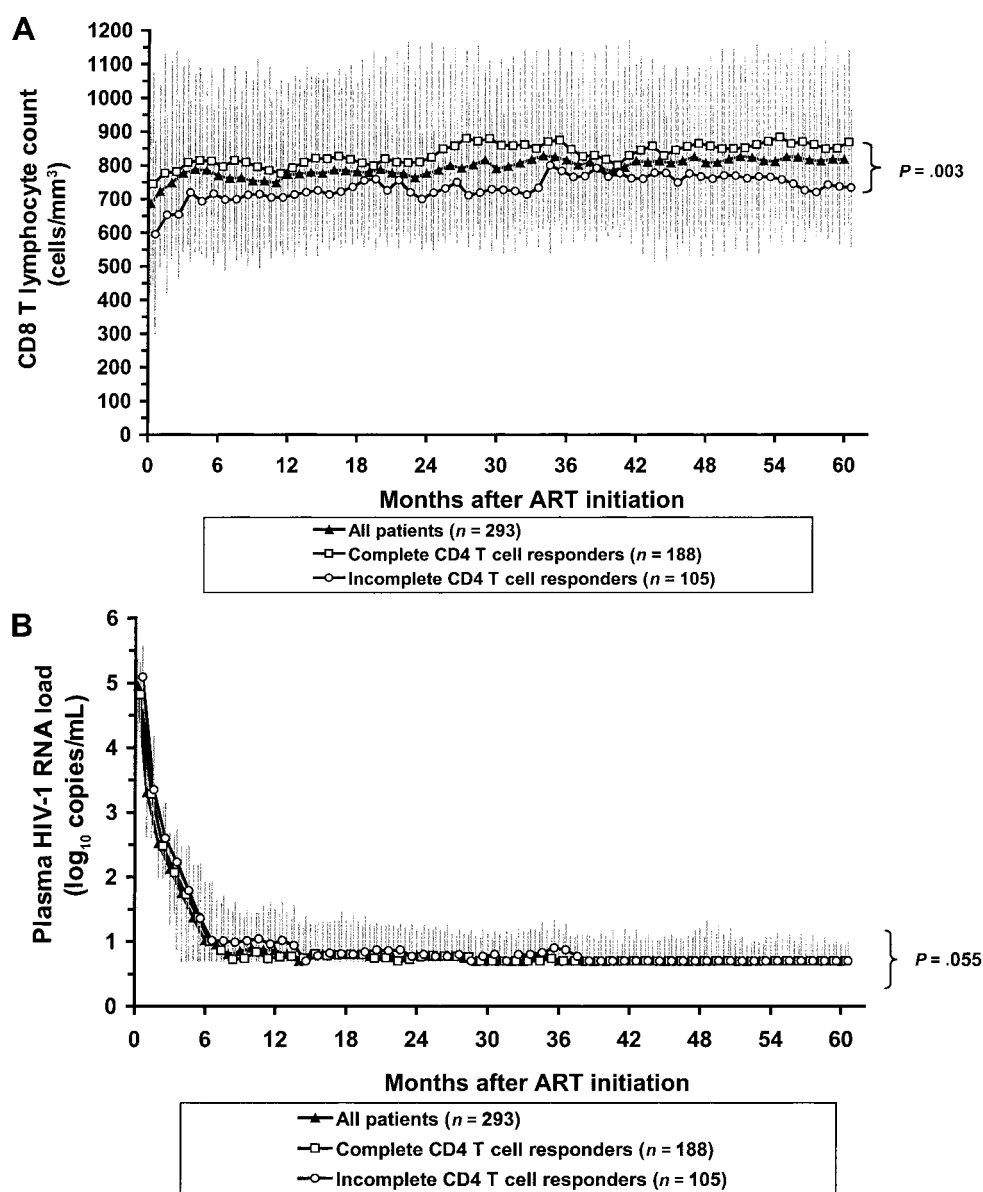 A
CD8 T lymphocyte count
(cells/mm³)
1200
1100
1000
900
800
700
600
500
400
300
200
100
0
P = .003
0 6 12 18 24 30 36 42 48 54 60
Months after ART initiation
All patients (n = 293)
Complete CD4 T cell responders (n = 188)
Incomplete CD4 T cell responders (n = 105)
B
Plasma HIV-1 RNA load
(log₁₀ copies/mL)
6
5
4
3
2
1
0
P = .055
0 6 12 18 24 30 36 42 48 54 60
Months after ART initiation
All patients (n = 293)
Complete CD4 T cell responders (n = 188)
Incomplete CD4 T cell responders (n = 105)